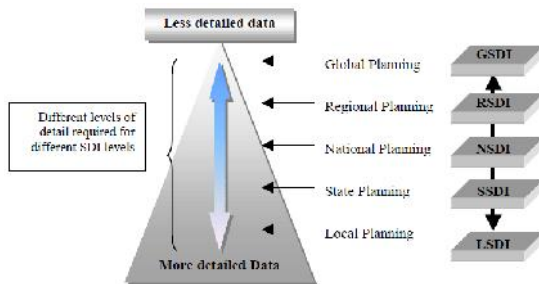 Less detailed data
Different levels of
detail required for
different SDI levels
Global Planning
Regional Planning
National Planning
State Planning
Local Planning
More detailed Data
GSDI
RSDI
NSDI
SSDI
LSDI